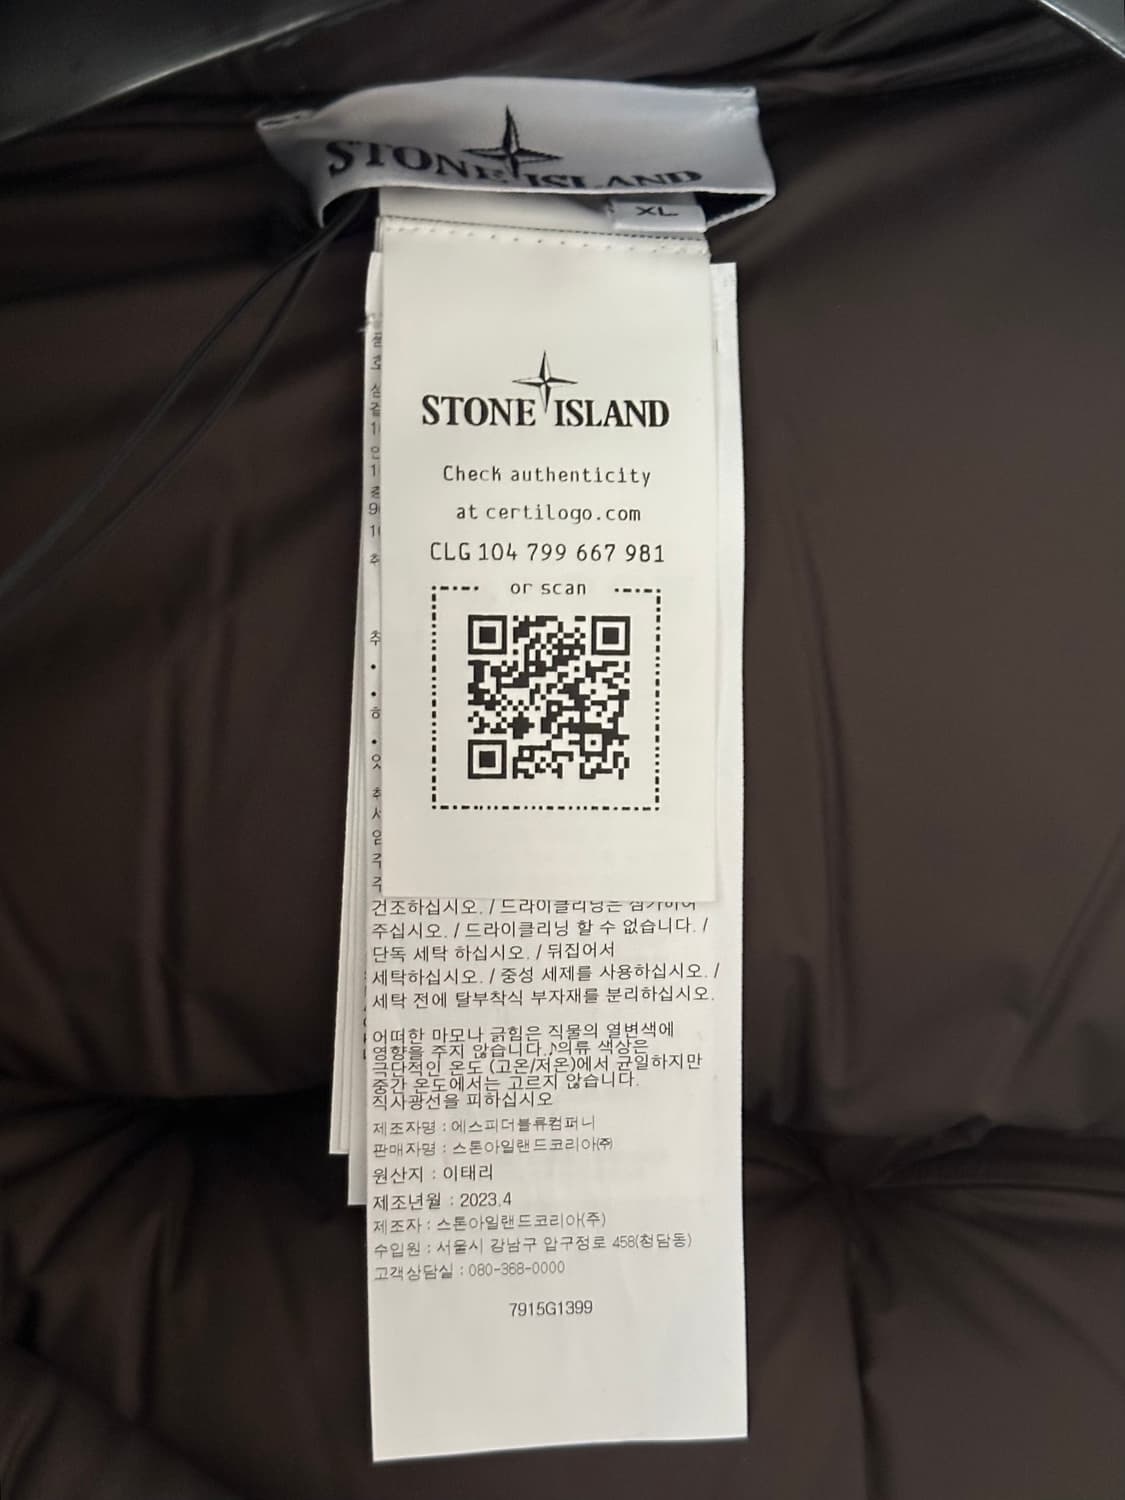 STONE ISLAND
XL
STONE ISLAND
Check authenticity
at certilogo.com
CLG 104 799 667 981
or scan
건조하십시오. / 드라이클리닝은 삼가하여
주십시오. / 드라이클리닝 할 수 없습니다. /
단독 세탁 하십시오. / 뒤집어서
세탁하십시오. / 중성 세제를 사용하십시오. /
세탁 전에 탈부착식 부자재를 분리하십시오.
어떠한 마모나 긁힘은 직물의 열변색에
영향을 주지 않습니다.♪의류 색상은
극단적인 온도 (고온/저온)에서 균일하지만
중간 온도에서는 고르지 않습니다.
직사광선을 피하십시오
제조자명 : 에스피더블류컴퍼니
판매자명 : 스톤아일랜드코리아㈜
원산지 : 이태리
제조년월 : 2023.4
제조자 : 스톤아일랜드코리아(주)
수입원 : 서울시 강남구 압구정로 458(청담동)
고객상담실 : 080-368-0000
7915G1399